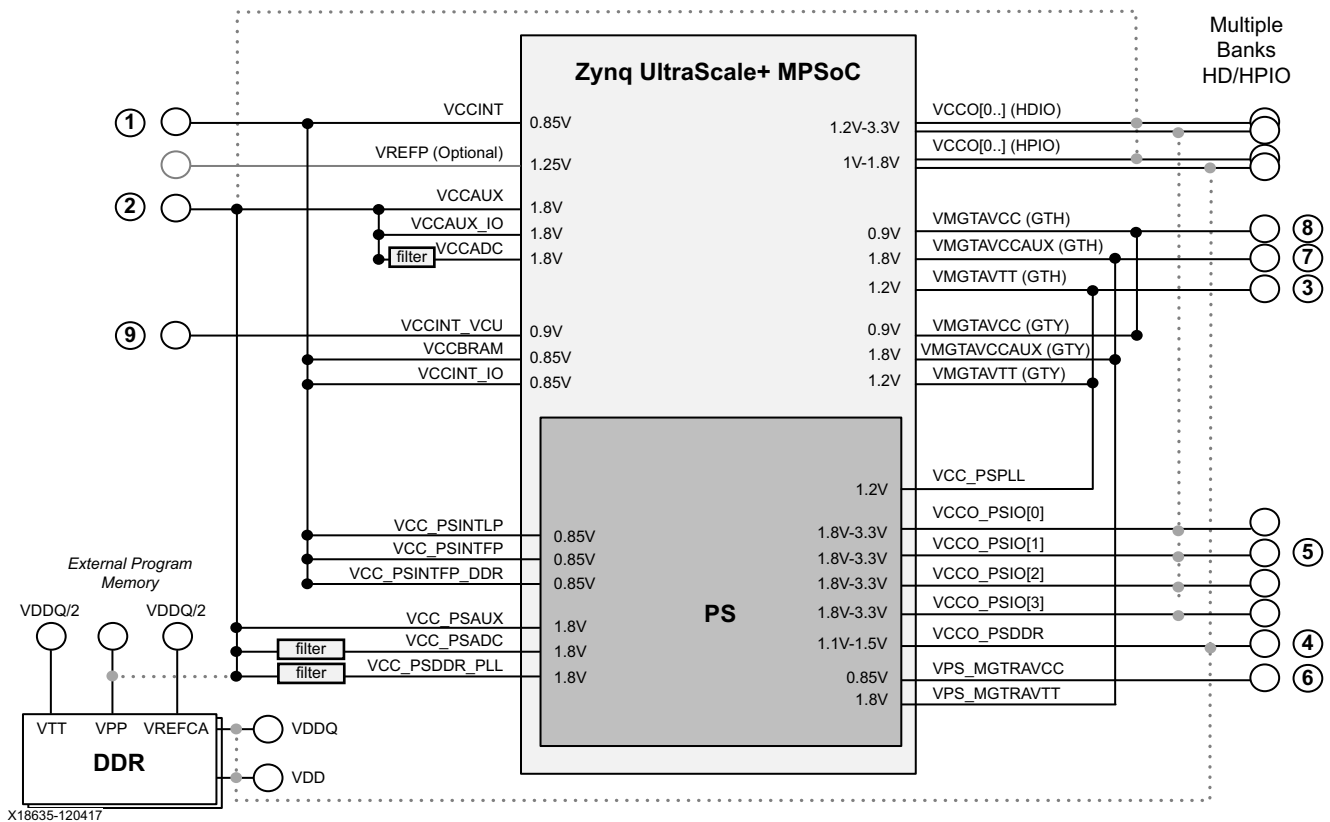 Multiple
Banks
HD/HPIO
Zynq UltraScale+ MPSoC
1
VCCINT
0.85V
VREFP (Optional)
1.25V
2
VCCAUX
1.8V
VCCAUX_IO
1.8V
filter
VCCADC
1.8V
9
VCCINT_VCU
0.9V
VCCBRAM
0.85V
VCCINT_IO
0.85V
1.2V-3.3V
VCCO[0..] (HDIO)
1V-1.8V
VCCO[0..] (HPIO)
0.9V
VMGTAVCC (GTH)
8
1.8V
VMGTAVCCAUX (GTH)
7
1.2V
VMGTAVTT (GTH)
3
0.9V
VMGTAVCC (GTY)
1.8V
VMGTAVCCAUX (GTY)
1.2V
VMGTAVTT (GTY)
PS
VCC_PSINTLP
0.85V
VCC_PSINTFP
0.85V
VCC_PSINTFP_DDR
0.85V
VCC_PSAUX
1.8V
filter
VCC_PSADC
1.8V
filter
VCC_PSDDR_PLL
1.8V
1.2V
VCC_PSPLL
1.8V-3.3V
VCCO_PSIO[0]
1.8V-3.3V
VCCO_PSIO[1]
5
1.8V-3.3V
VCCO_PSIO[2]
1.8V-3.3V
VCCO_PSIO[3]
1.1V-1.5V
VCCO_PSDDR
4
0.85V
VPS_MGTRAVCC
6
1.8V
VPS_MGTRAVTT
External Program
Memory
VDDQ/2
VDDQ/2
VTT
VPP
VREFCA
DDR
VDDQ
VDD
X18635-120417